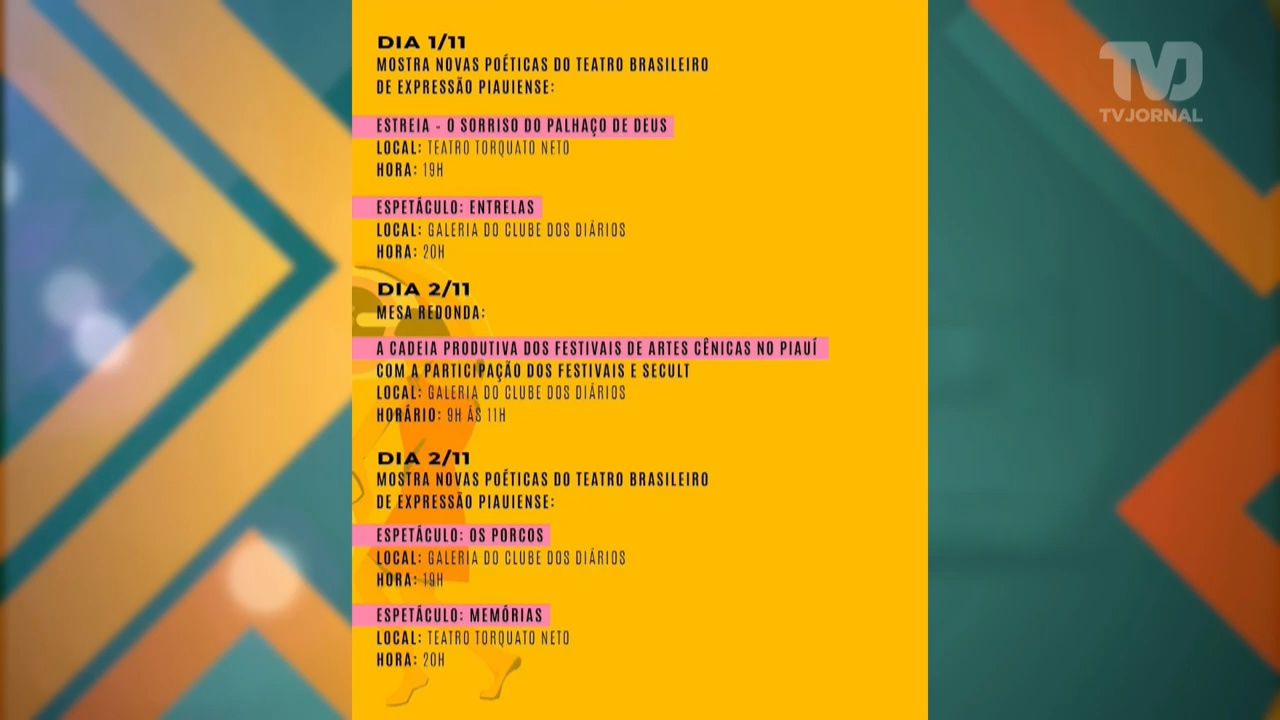 DIA 1/11
MOSTRA NOVAS POÉTICAS DO TEATRO BRASILEIRO
DE EXPRESSÃO PIAUIENSE:
ESTREIA - O SORRISO DO PALHAÇO DE DEUS
LOCAL: TEATRO TORQUATO NETO
HORA: 19H
ESPETÁCULO: ENTRELAS
LOCAL: GALERIA DO CLUBE DOS DIÁRIOS
HORA: 20H
DIA 2/11
MESA REDONDA:
A CADEIA PRODUTIVA DOS FESTIVAIS DE ARTES CÊNICAS NO PIAUÍ
COM A PARTICIPAÇÃO DOS FESTIVAIS E SECULT
LOCAL: GALERIA DO CLUBE DOS DIÁRIOS
HORÁRIO: 9H ÀS 11H
DIA 2/11
MOSTRA NOVAS POÉTICAS DO TEATRO BRASILEIRO
DE EXPRESSÃO PIAUIENSE:
ESPETÁCULO: OS PORCOS
LOCAL: GALERIA DO CLUBE DOS DIÁRIOS
HORA: 19H
ESPETÁCULO: MEMÓRIAS
LOCAL: TEATRO TORQUATO NETO
HORA: 20H
TVJ
TVJORNAL